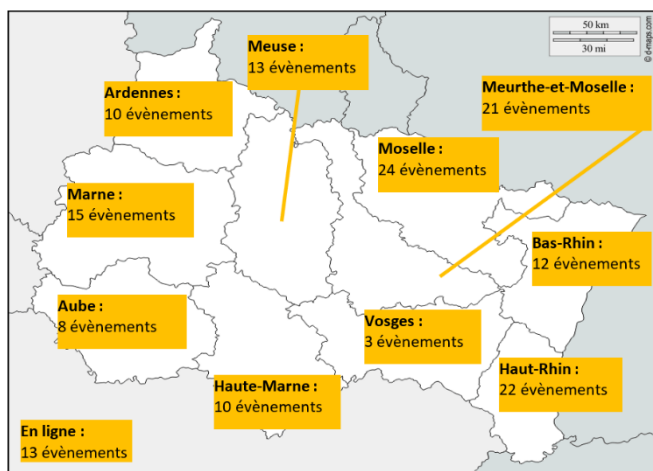 50 km
30 mi
© d-maps.com
Meuse :
13 évènements
Ardennes :
10 évènements
Meurthe-et-Moselle :
21 évènements
Moselle :
24 évènements
Marne :
15 évènements
Bas-Rhin :
12 évènements
Aube :
8 évènements
Vosges :
3 évènements
Haut-Rhin :
22 évènements
Haute-Marne :
10 évènements
En ligne :
13 évènements